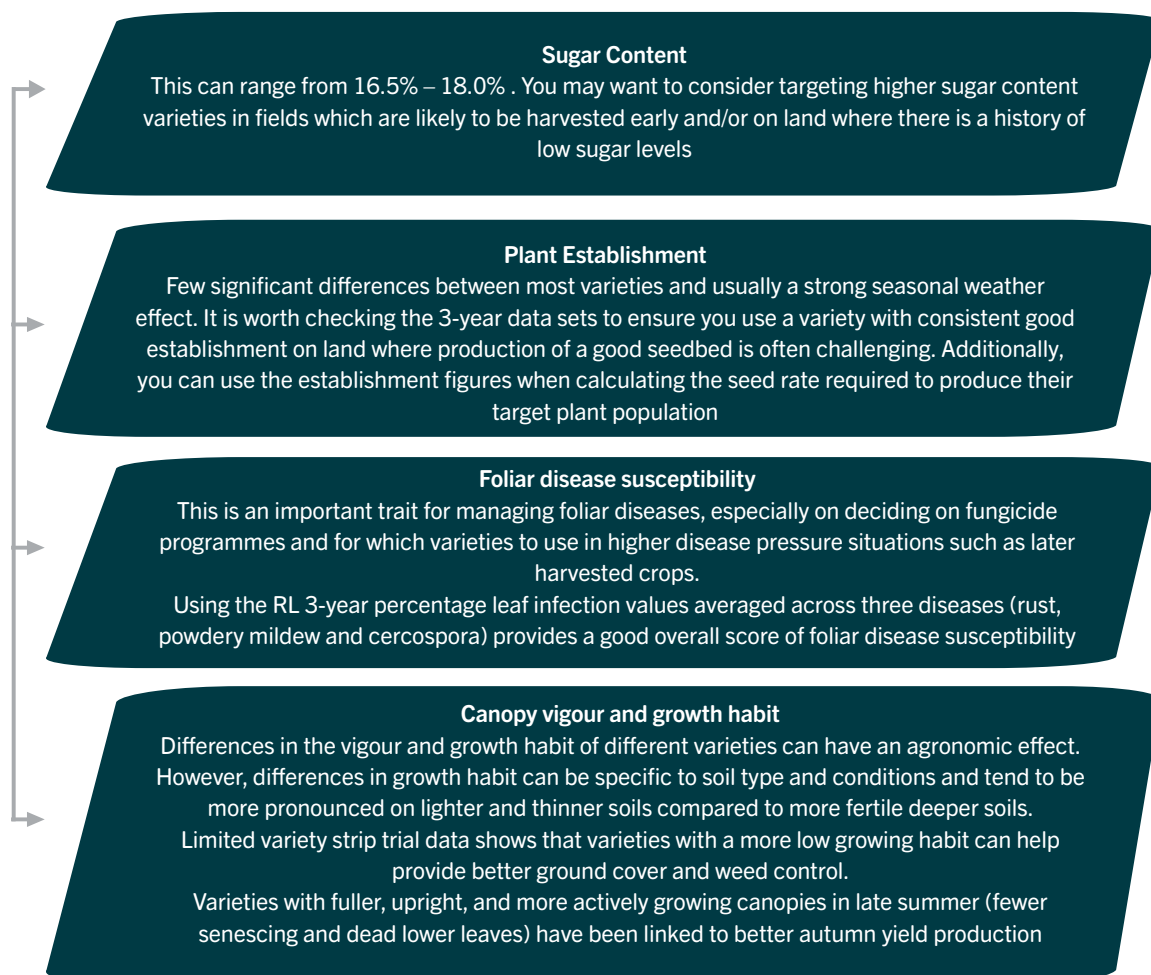 Sugar Content
This can range from 16.5% – 18.0% . You may want to consider targeting higher sugar content
varieties in fields which are likely to be harvested early and/or on land where there is a history of
low sugar levels
Plant Establishment
Few significant differences between most varieties and usually a strong seasonal weather
effect. It is worth checking the 3-year data sets to ensure you use a variety with consistent good
establishment on land where production of a good seedbed is often challenging. Additionally,
you can use the establishment figures when calculating the seed rate required to produce their
target plant population
Foliar disease susceptibility
This is an important trait for managing foliar diseases, especially on deciding on fungicide
programmes and for which varieties to use in higher disease pressure situations such as later
harvested crops.
Using the RL 3-year percentage leaf infection values averaged across three diseases (rust,
powdery mildew and cercospora) provides a good overall score of foliar disease susceptibility
Canopy vigour and growth habit
Differences in the vigour and growth habit of different varieties can have an agronomic effect.
However, differences in growth habit can be specific to soil type and conditions and tend to be
more pronounced on lighter and thinner soils compared to more fertile deeper soils.
Limited variety strip trial data shows that varieties with a more low growing habit can help
provide better ground cover and weed control.
Varieties with fuller, upright, and more actively growing canopies in late summer (fewer
senescing and dead lower leaves) have been linked to better autumn yield production